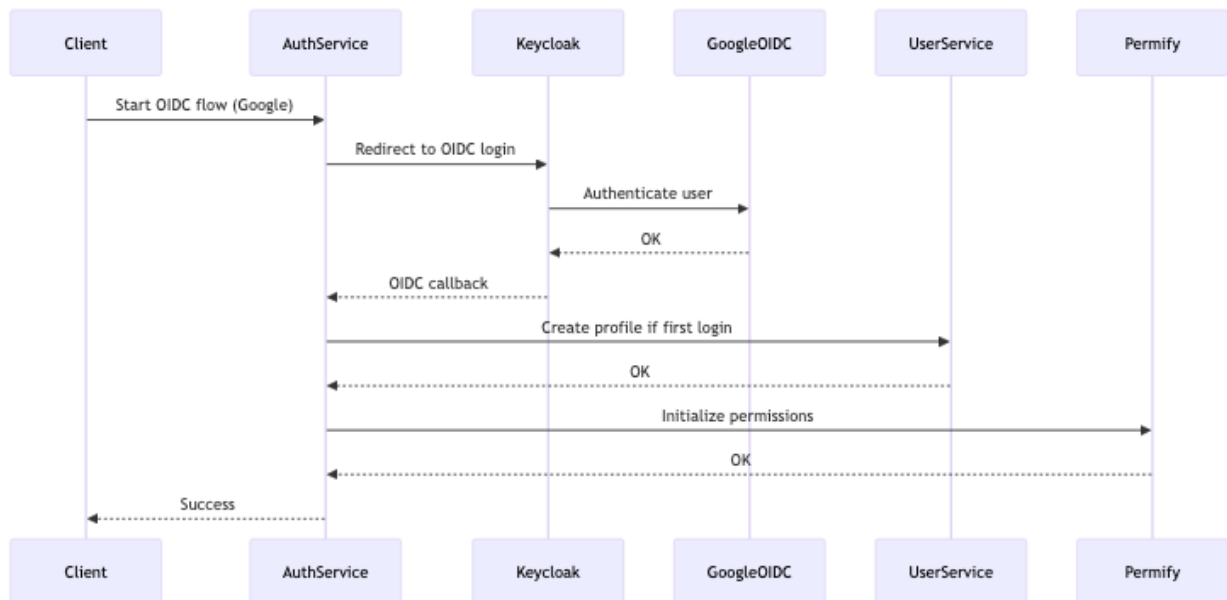 Client AuthService Keycloak GoogleOIDC UserService Permify
Start OIDC flow (Google)
Redirect to OIDC login
Authenticate user
OK
OIDC callback
Create profile if first login
OK
Initialize permissions
OK
Success
Client AuthService Keycloak GoogleOIDC UserService Permify